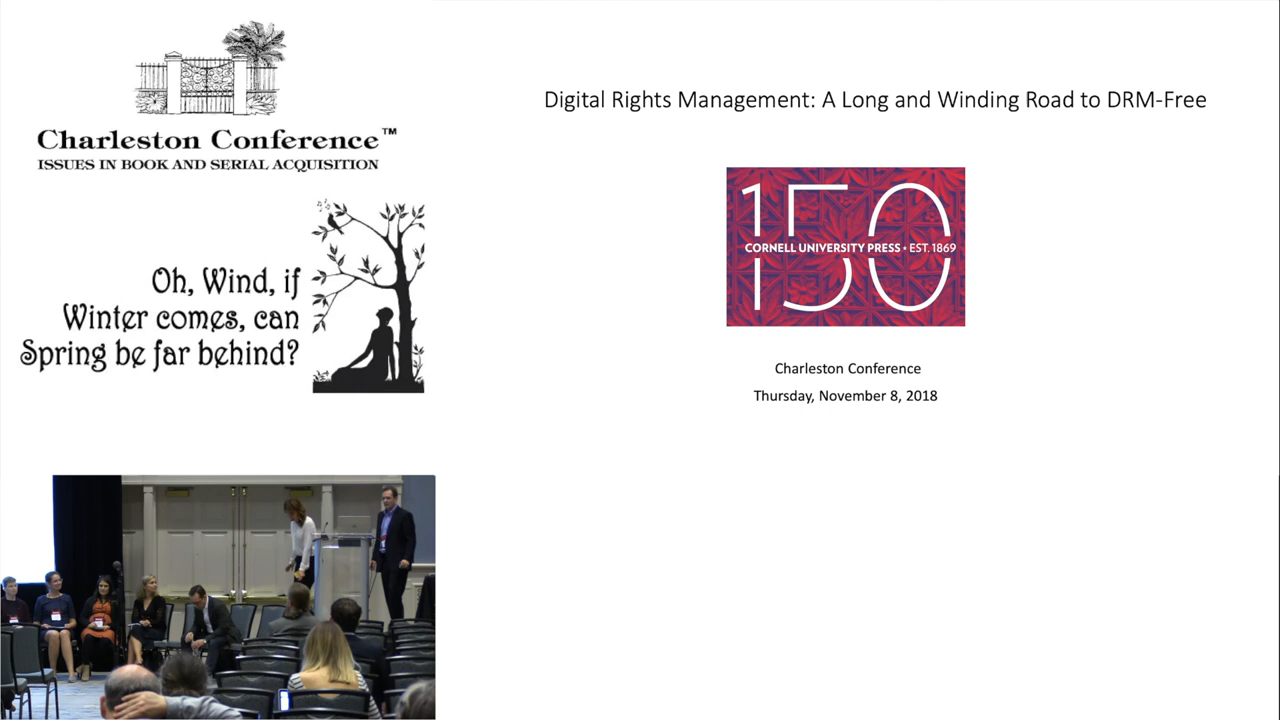 Charleston Conference™
ISSUES IN BOOK AND SERIAL ACQUISITION
Oh, Wind, if
Winter comes, can
Spring be far behind?
Digital Rights Management: A Long and Winding Road to DRM-Free
150
CORNELL UNIVERSITY PRESS • EST. 1869
Charleston Conference
Thursday, November 8, 2018